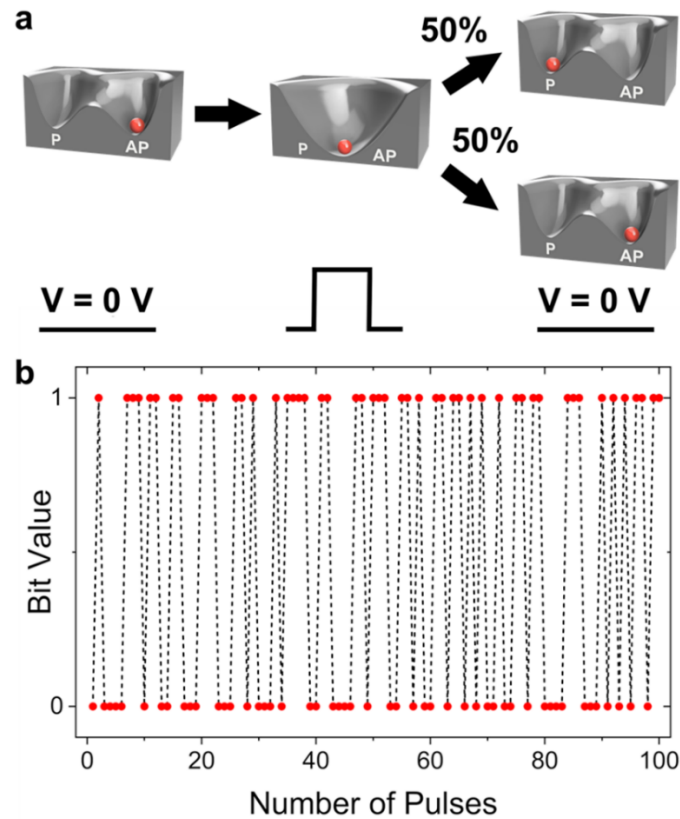 a
50%
P
AP
P
AP
P
AP
50%
P
AP
V = 0 V
V = 0 V
b
1
Bit Value
0
0
20
40
60
80
100
Number of Pulses